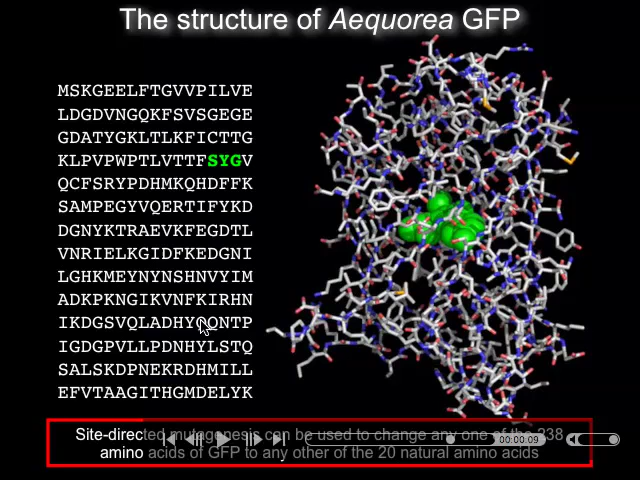 The structure of Aequorea GFP
MSKGEELFTGVVPILVE
LDGDVNGQKFSVSGEGE
GDATYGKLTLKFICTTG
KLPVPWPTLVTTFSYGV
QCFSRYPDHMKQHDFFK
SAMPEGYVQERTIFYKD
DGNYKTRAEVKFEGDTL
VNRIELKGIDFKEDGNI
LGHKMEYNYNSHNVYIM
ADKPKNGIKVNFKIRHN
IKDGSVQLADHYQQNTP
IGDGPVLLPDNHYLSTQ
SALSKDPNEKRDHMILL
EFVTAAGITHGMDELYK
Site-directed mutagenesis can be used to change any one of the 238
amino acids of GFP to any other of the 20 natural amino acids
00:00:09